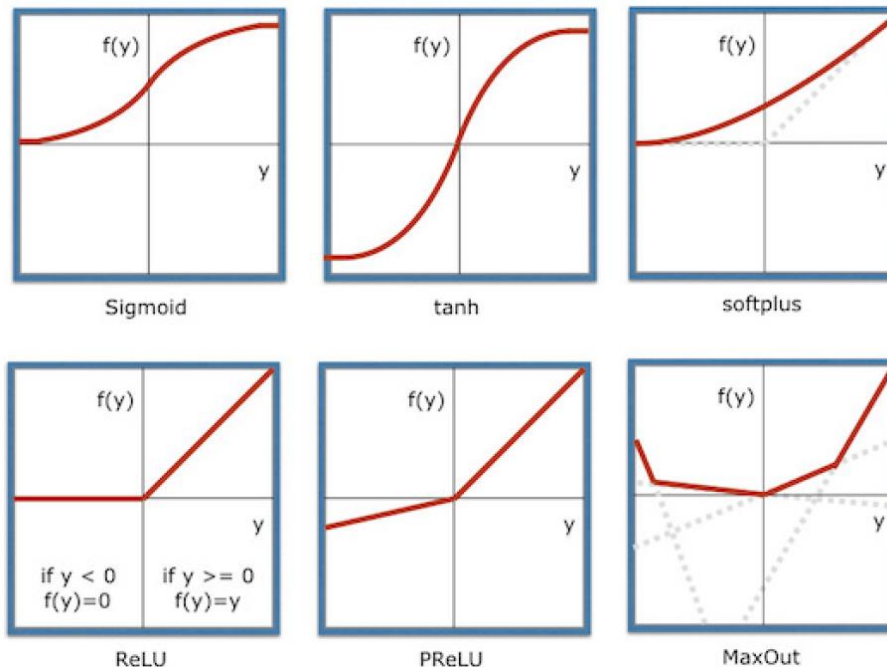 f(y)
y
Sigmoid
f(y)
y
tanh
f(y)
y
softplus
f(y)
y
if y < 0
f(y)=0
if y >= 0
f(y)=y
ReLU
f(y)
y
PReLU
f(y)
y
MaxOut